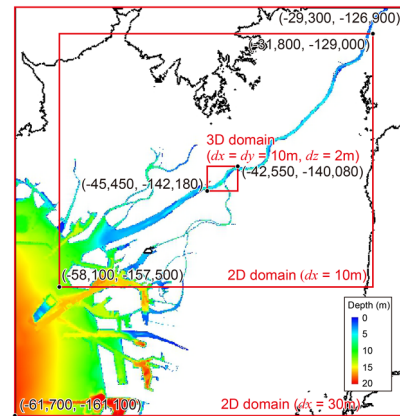 (-29,300, -126,900)
(-31,800, -129,000)
3D domain
(dx = dy = 10m, dz = 2m)
(-42,550, -140,080)
(-45,450, -142,180)
(-58,100, -157,500)
2D domain (dx = 10m)
Depth (m)
0
5
10
15
20
(-61,700, -161,100)
2D domain (dx = 30m)